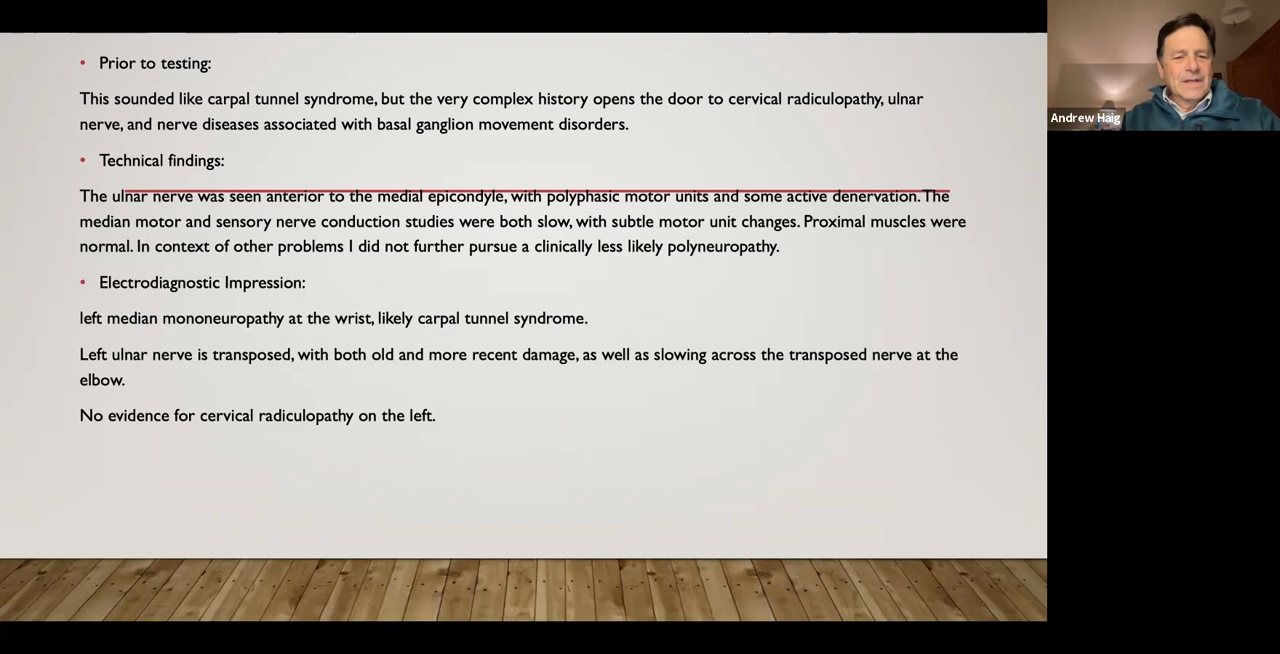 • Prior to testing:
This sounded like carpal tunnel syndrome, but the very complex history opens the door to cervical radiculopathy, ulnar
nerve, and nerve diseases associated with basal ganglion movement disorders.
• Technical findings:
The ulnar nerve was seen anterior to the medial epicondyle, with polyphasic motor units and some active denervation. The
median motor and sensory nerve conduction studies were both slow, with subtle motor unit changes. Proximal muscles were
normal. In context of other problems I did not further pursue a clinically less likely polyneuropathy.
• Electrodiagnostic Impression:
left median mononeuropathy at the wrist, likely carpal tunnel syndrome.
Left ulnar nerve is transposed, with both old and more recent damage, as well as slowing across the transposed nerve at the
elbow.
No evidence for cervical radiculopathy on the left.
Andrew Haig